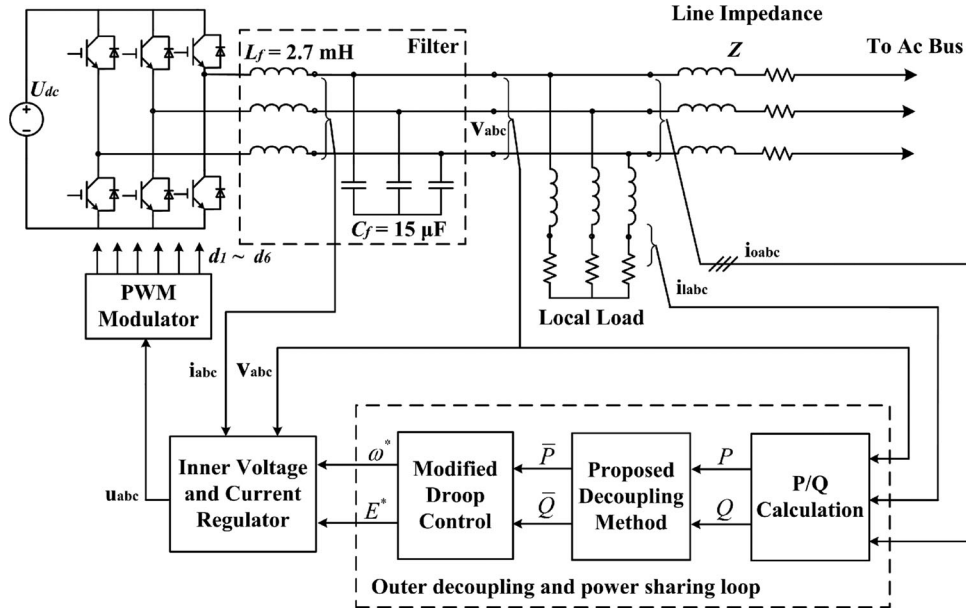 Line Impedance
Filter
L_f = 2.7 mH
Z
To Ac Bus
U_dc
v_abc
C_f = 15 μF
d_1 ~ d_6
i_oabc
PWM
Modulator
i_labc
Local Load
i_abc
v_abc
Inner Voltage
and Current
Regulator
ω*
E*
Modified
Droop
Control
P̅
Q̅
Proposed
Decoupling
Method
P
Q
P/Q
Calculation
u_abc
Outer decoupling and power sharing loop